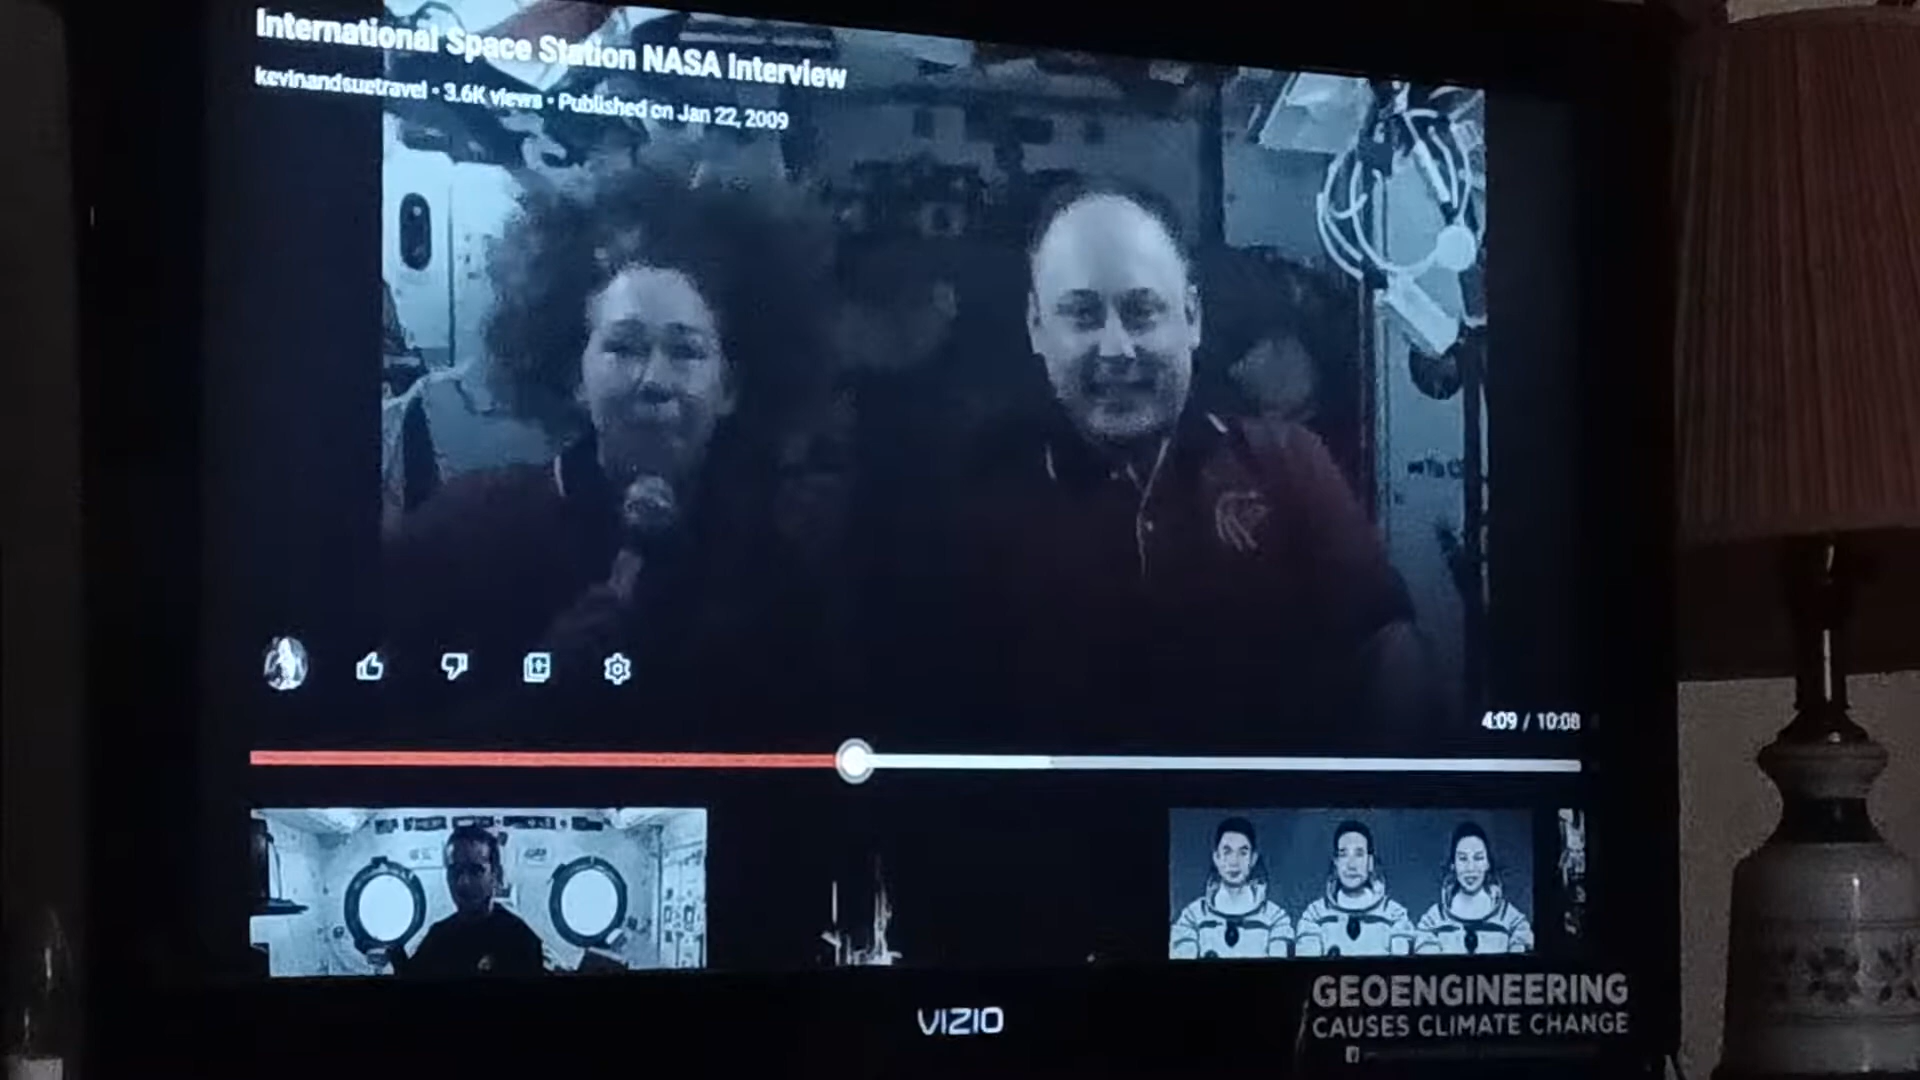 International Space Station NASA Interview
kevinandsuetravel • 3.6K views • Published on Jan 22, 2009
4:09 / 10:08
VIZIO
GEOENGINEERING
CAUSES CLIMATE CHANGE